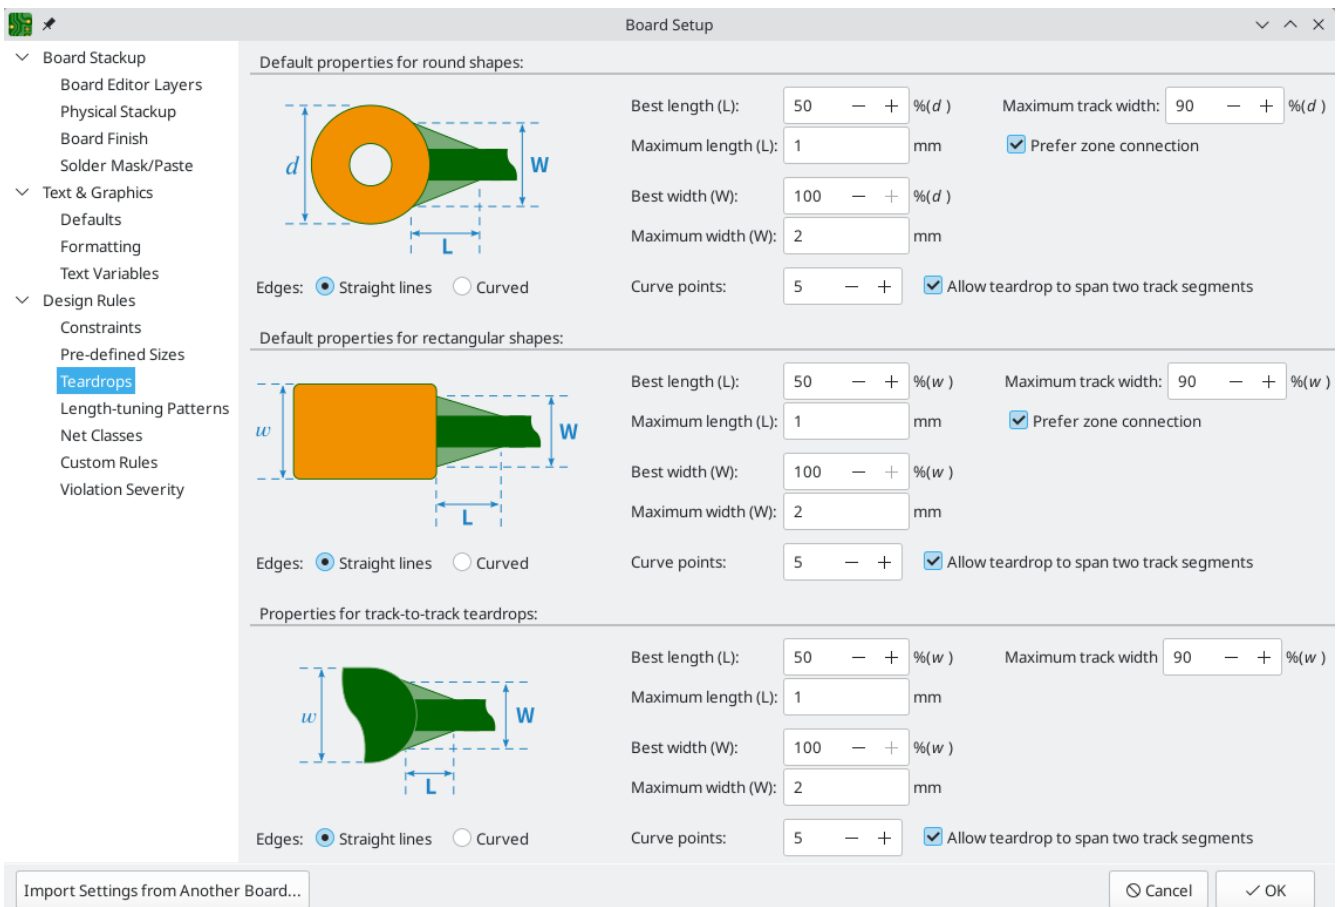 Board Setup
Board Stackup
Board Editor Layers
Physical Stackup
Board Finish
Solder Mask/Paste
Text & Graphics
Defaults
Formatting
Text Variables
Design Rules
Constraints
Pre-defined Sizes
Teardrops
Length-tuning Patterns
Net Classes
Custom Rules
Violation Severity
Default properties for round shapes:
d
W
L
Best length (L): 50 − + %(d ) Maximum track width: 90 − + %(d )
Maximum length (L): 1 mm Prefer zone connection
Best width (W): 100 − + %(d )
Maximum width (W): 2 mm
Edges: Straight lines Curved Curve points: 5 − + Allow teardrop to span two track segments
Default properties for rectangular shapes:
w
W
L
Best length (L): 50 − + %(w ) Maximum track width: 90 − + %(w )
Maximum length (L): 1 mm Prefer zone connection
Best width (W): 100 − + %(w )
Maximum width (W): 2 mm
Edges: Straight lines Curved Curve points: 5 − + Allow teardrop to span two track segments
Properties for track-to-track teardrops:
w
W
L
Best length (L): 50 − + %(w ) Maximum track width 90 − + %(w )
Maximum length (L): 1 mm
Best width (W): 100 − + %(w )
Maximum width (W): 2 mm
Edges: Straight lines Curved Curve points: 5 − + Allow teardrop to span two track segments
Import Settings from Another Board... Cancel OK